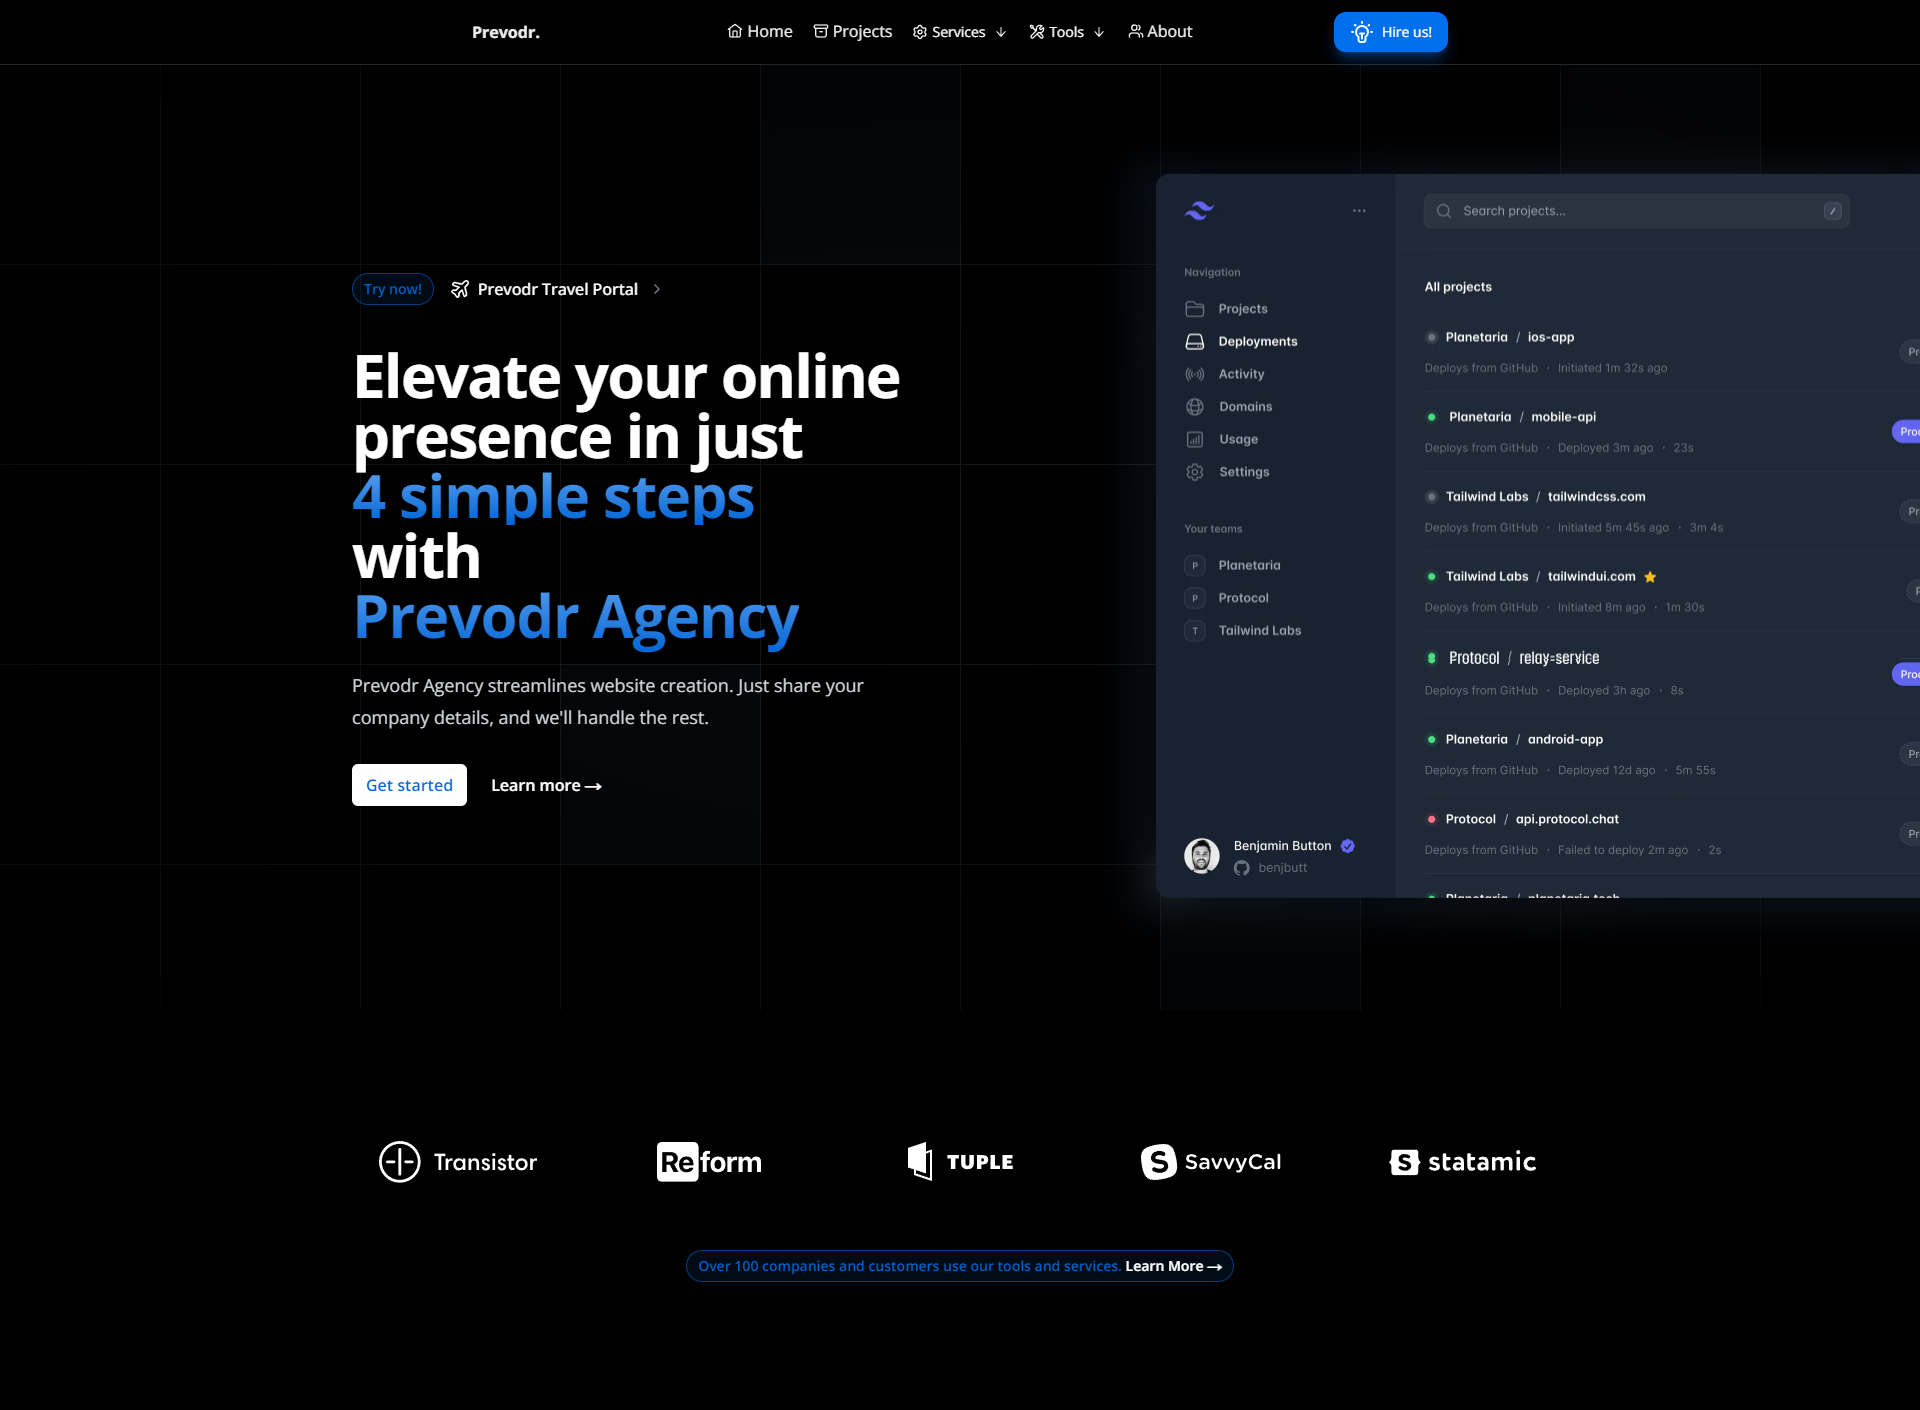 Prevodr.
Home
Projects
Services
Tools
About
Hire us!
Try now!
Prevodr Travel Portal
Elevate your online
presence in just
4 simple steps
with
Prevodr Agency
Prevodr Agency streamlines website creation. Just share your
company details, and we'll handle the rest.
Get started
Learn more →
Search projects...
/
Navigation
Projects
Deployments
Activity
Domains
Usage
Settings
Your teams
P Planetaria
P Protocol
T Tailwind Labs
Benjamin Button
benjbutt
All projects
Planetaria / ios-app
Deploys from GitHub · Initiated 1m 32s ago
Planetaria / mobile-api
Deploys from GitHub · Deployed 3m ago · 23s
Tailwind Labs / tailwindcss.com
Deploys from GitHub · Initiated 5m 45s ago · 3m 4s
Tailwind Labs / tailwindui.com
Deploys from GitHub · Initiated 8m ago · 1m 30s
Protocol / relay-service
Deploys from GitHub · Deployed 3h ago · 8s
Planetaria / android-app
Deploys from GitHub · Deployed 12d ago · 5m 55s
Protocol / api.protocol.chat
Deploys from GitHub · Failed to deploy 2m ago · 2s
Transistor
Reform
TUPLE
S SavvyCal
S statamic
Over 100 companies and customers use our tools and services. Learn More →